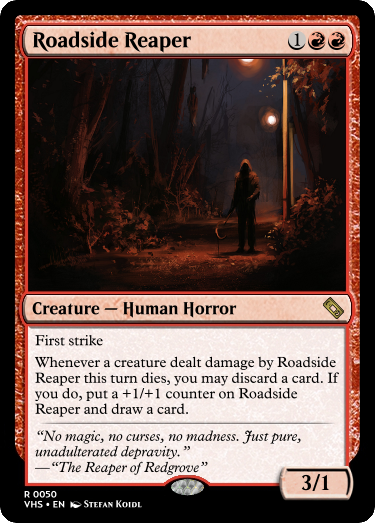 Roadside Reaper 1
Creature — Human Horror
First strike
Whenever a creature dealt damage by Roadside
Reaper this turn dies, you may discard a card. If
you do, put a +1/+1 counter on Roadside
Reaper and draw a card.
“No magic, no curses, no madness. Just pure,
unadulterated depravity.”
—“The Reaper of Redgrove”
3/1
R 0050
VHS • EN Stefan Koidl